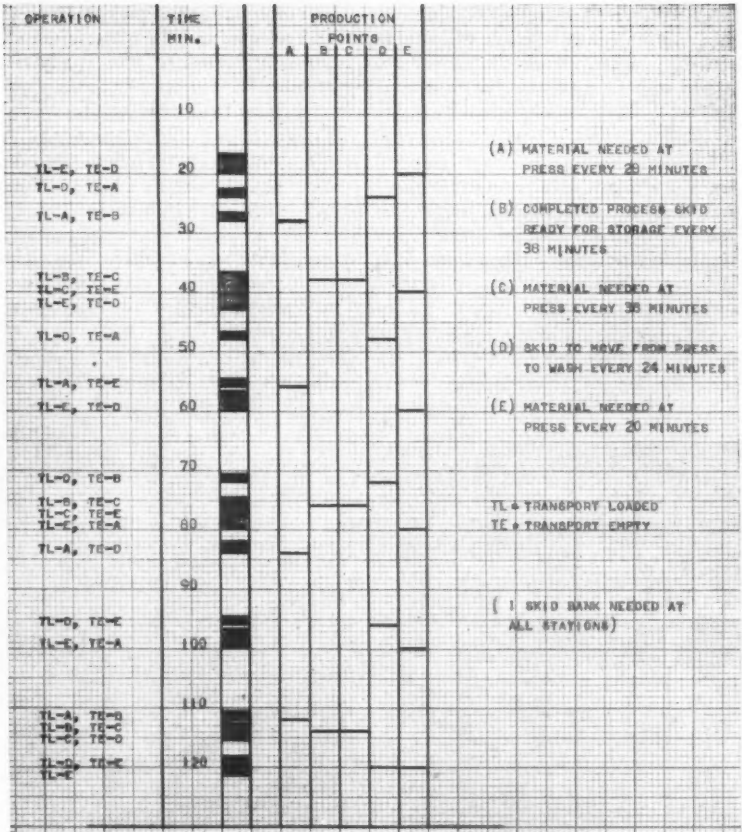 OPERATION
TL-E, TE-D
TL-D, TE-A
TL-A, TE-B
TL-B, TE-C
TL-C, TE-E
TL-E, TE-D
TL-D, TE-A
TL-A, TE-E
TL-E, TE-D
TL-D, TE-B
TL-B, TE-C
TL-C, TE-E
TL-E, TE-A
TL-A, TE-D
TL-D, TE-E
TL-E, TE-A
TL-A, TE-B
TL-B, TE-C
TL-C, TE-D
TL-D, TE-E
TL-E
TIME
MIN.
10
20
30
40
50
60
70
80
90
100
110
120
PRODUCTION
POINTS
A B C D E
(A) MATERIAL NEEDED AT
PRESS EVERY 28 MINUTES
(B) COMPLETED PROCESS SKID
READY FOR STORAGE EVERY
38 MINUTES
(C) MATERIAL NEEDED AT
PRESS EVERY 38 MINUTES
(D) SKID TO MOVE FROM PRESS
TO WASH EVERY 24 MINUTES
(E) MATERIAL NEEDED AT
PRESS EVERY 20 MINUTES
TL = TRANSPORT LOADED
TE = TRANSPORT EMPTY
( 1 SKID BANK NEEDED AT
ALL STATIONS)